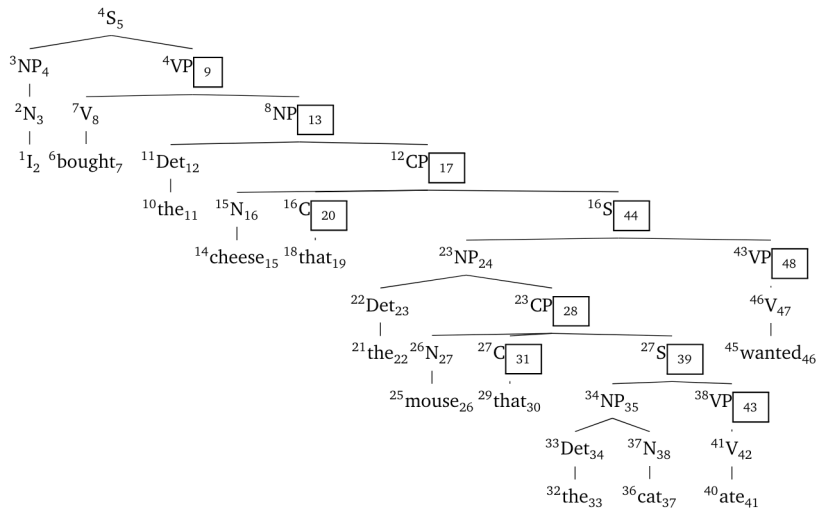 ⁴S₅
³NP₄ ⁴VP 9
²N₃ ⁷V₈ ⁸NP 13
¹I₂ ⁶bought₇ ¹¹Det₁₂ ¹²CP 17
¹⁰the₁₁ ¹⁵N₁₆ ¹⁶C 20 ¹⁶S 44
¹⁴cheese₁₅ ¹⁸that₁₉ ²³NP₂₄ ⁴³VP 48
²²Det₂₃ ²³CP 28 ⁴⁶V₄₇
²¹the₂₂ ²⁶N₂₇ ²⁷C 31 ²⁷S 39 ⁴⁵wanted₄₆
²⁵mouse₂₆ ²⁹that₃₀ ³⁴NP₃₅ ³⁸VP 43
³³Det₃₄ ³⁷N₃₈ ⁴¹V₄₂
³²the₃₃ ³⁶cat₃₇ ⁴⁰ate₄₁